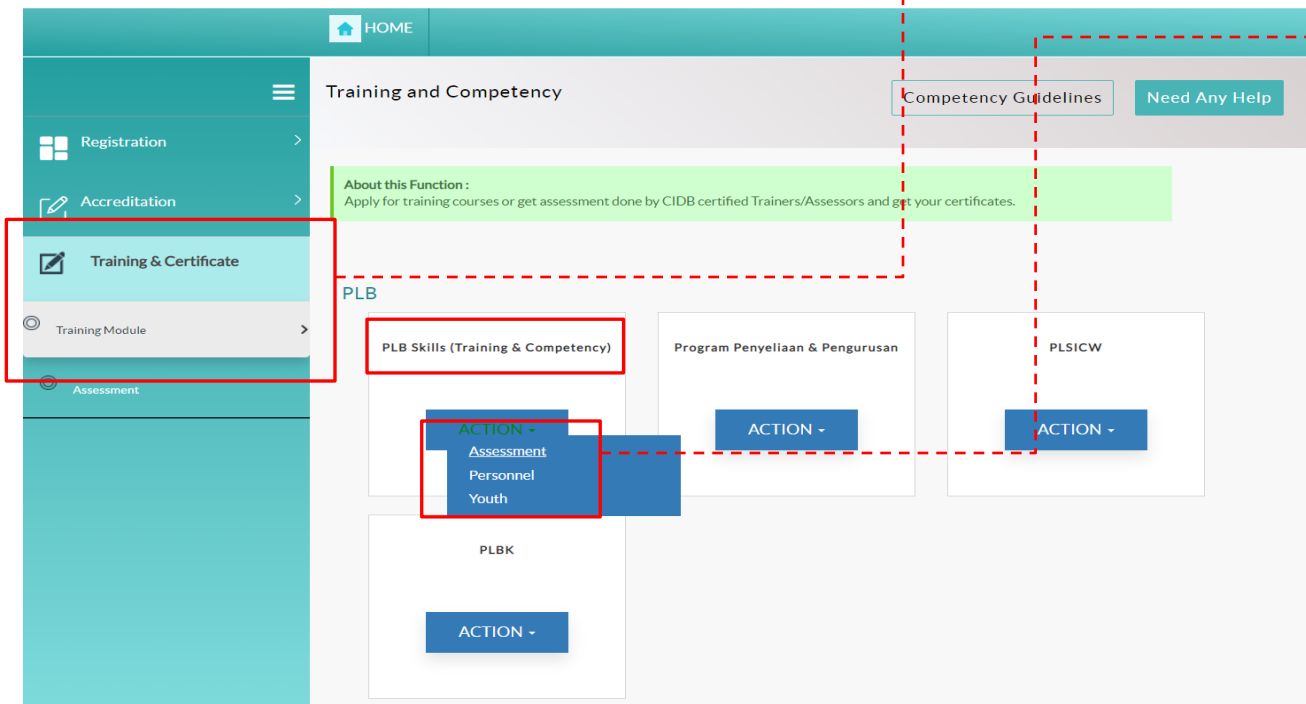 HOME
Training and Competency
Competency Guidelines
Need Any Help
Registration
Accreditation
Training & Certificate
Training Module
Assessment
About this Function :
Apply for training courses or get assessment done by CIDB certified Trainers/Assessors and get your certificates.
PLB
PLB Skills (Training & Competency)
ACTION
Assessment
Personnel
Youth
Program Penyeliaan & Pengurusan
ACTION
PLSICW
ACTION
PLBK
ACTION